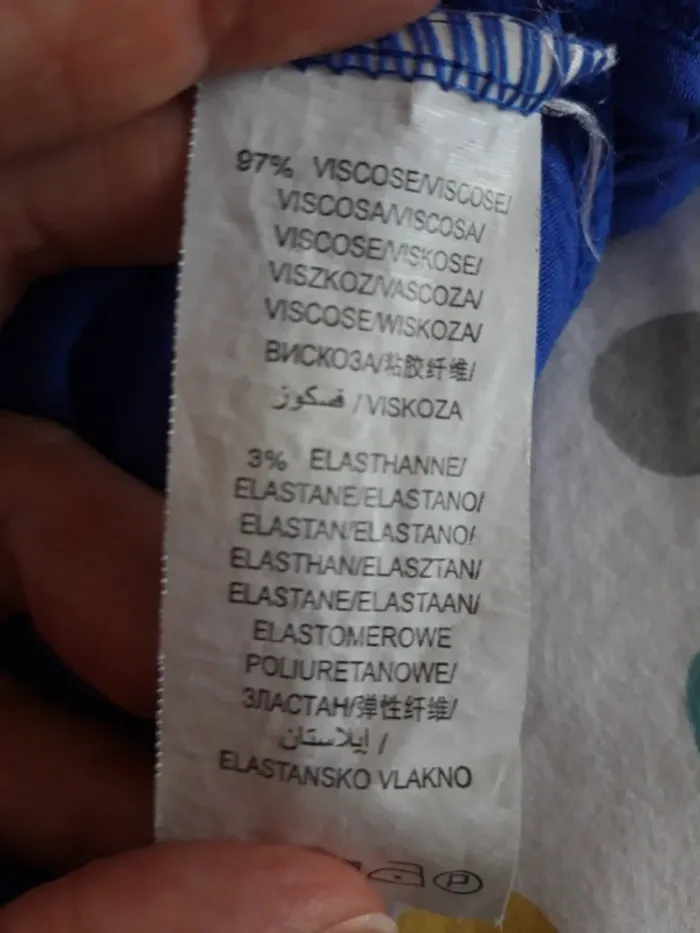 97% VISCOSE/VISCOSE/
VISCOSA/VISCOSA/
VISCOSE/VISKOSE/
VISZKOZ/VASCOZA/
VISCOSE/WISKOZA/
ВИСКОЗА/粘胶纤维/
فسكوز / VISKOZA
3% ELASTHANNE/
ELASTANE/ELASTANO/
ELASTAN/ELASTANO/
ELASTHAN/ELASZTAN/
ELASTANE/ELASTAAN/
ELASTOMEROWE
POLIURETANOWE/
ЗЛАСТАН/弹性纤维/
إيلاستان /
ELASTANSKO VLAKNO
P